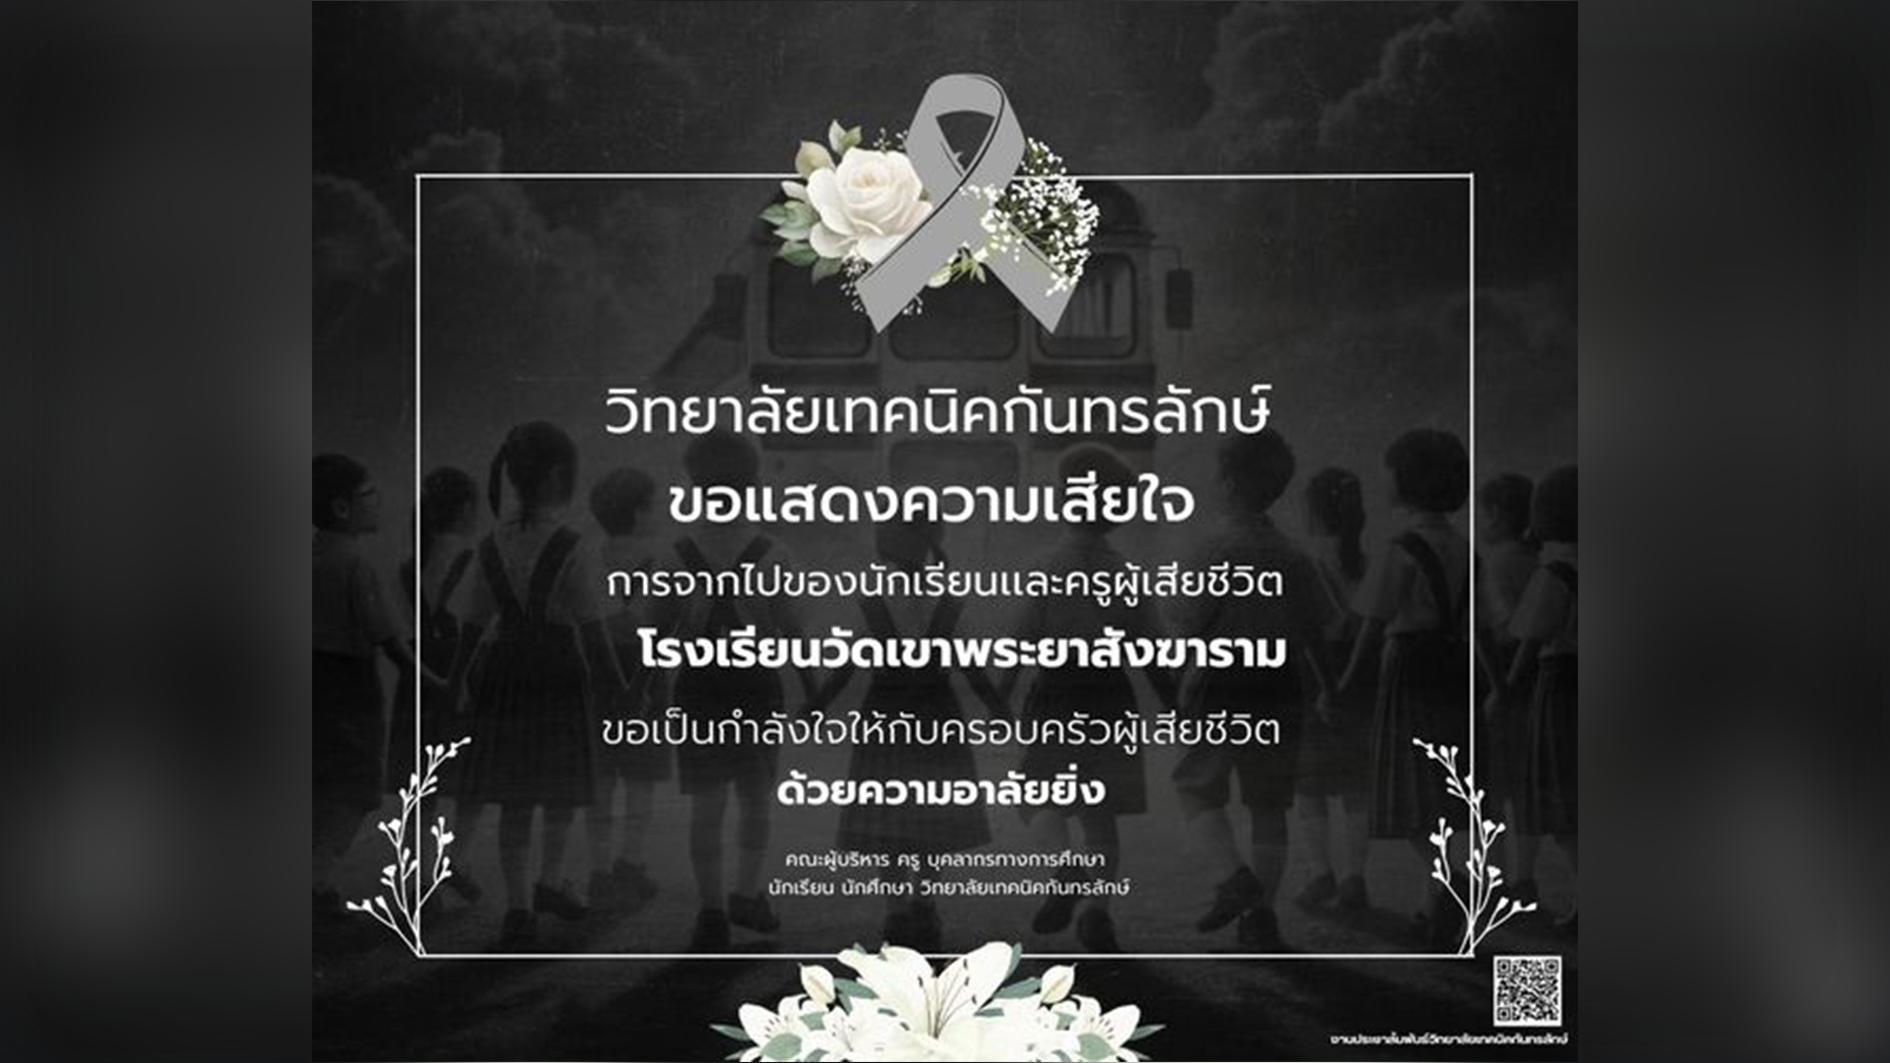 วิทยาลัยเทคนิคกันทรลักษ์
ขอแสดงความเสียใจ
การจากไปของนักเรียนและครูผู้เสียชีวิต
โรงเรียนวัดเขาพระยาสังฆาราม
ขอเป็นกำลังใจให้กับครอบครัวผู้เสียชีวิต
ด้วยความอาลัยยิ่ง
คณะผู้บริหาร ครู บุคลากรทางการศึกษา
นักเรียน นักศึกษา วิทยาลัยเทคนิคกันทรลักษ์
งานประชาสัมพันธ์วิทยาลัยเทคนิคกันทรลักษ์